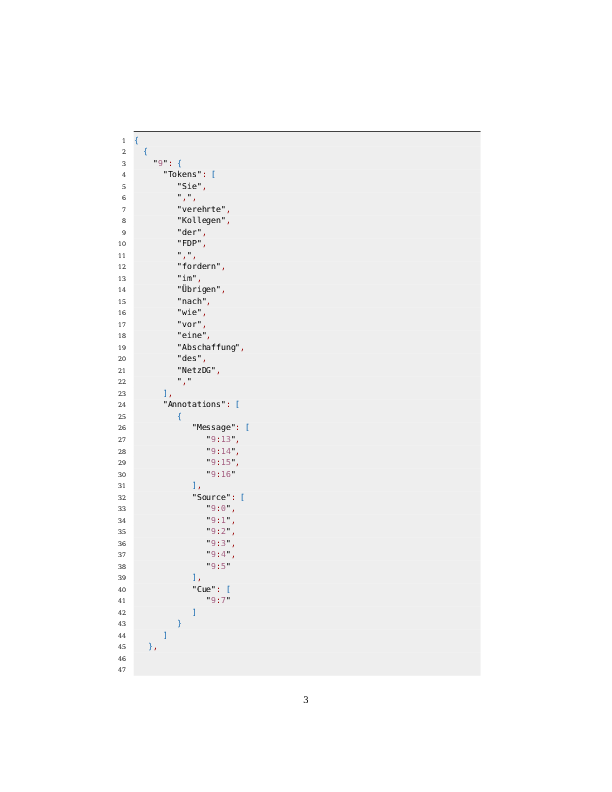 1 {
2 {
3 "9": {
4 "Tokens": [
5 "Sie",
6 ",",
7 "verehrte",
8 "Kollegen",
9 "der",
10 "FDP",
11 ",",
12 "fordern",
13 "im",
14 "Übrigen",
15 "nach",
16 "wie",
17 "vor",
18 "eine",
19 "Abschaffung",
20 "des",
21 "NetzDG",
22 ","
23 ],
24 "Annotations": [
25 {
26 "Message": [
27 "9:13",
28 "9:14",
29 "9:15",
30 "9:16"
31 ],
32 "Source": [
33 "9:0",
34 "9:1",
35 "9:2",
36 "9:3",
37 "9:4",
38 "9:5"
39 ],
40 "Cue": [
41 "9:7"
42 ]
43 }
44 ]
45 },
46
47
3